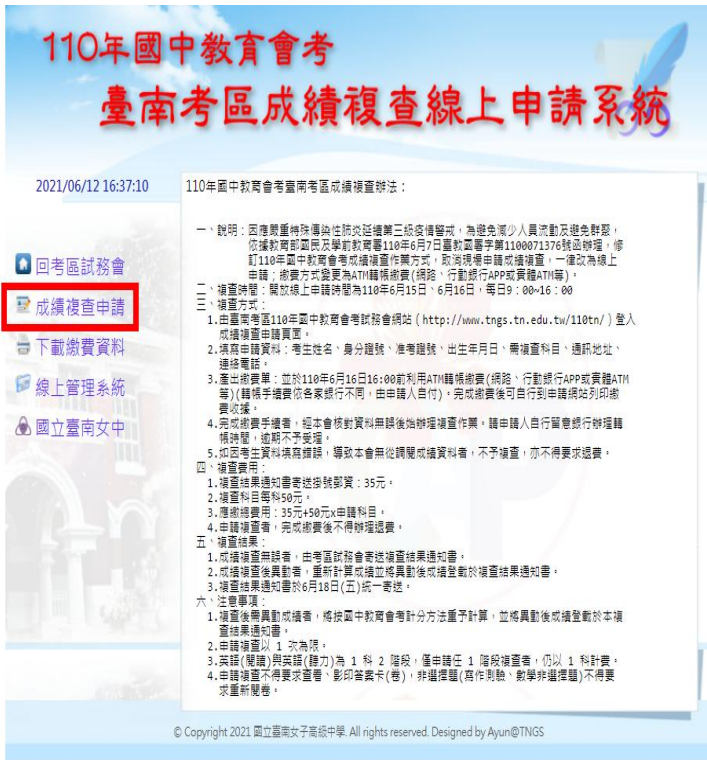 110年國中教育會考
臺南考區成績複查線上申請系統
2021/06/12 16:37:10
回考區試務會
成績複查申請
下載繳費資料
線上管理系統
國立臺南女中
110年國中教育會考臺南考區成績複查辦法：
一、說明：因應嚴重特殊傳染性肺炎延續第三級疫情警戒，為避免減少人員流動及避免群聚，
依據教育部國民及學前教育署110年6月7日臺教國署字第1100071376號函辦理，修
訂110年國中教育會考成績複查作業方式，取消現場申請成績複查，一律改為線上
申請；繳費方式變更為ATM轉帳繳費(網路、行動銀行APP或實體ATM等)。
二、複查時間：開放線上申請時間為110年6月15日、6月16日，每日9：00~16：00
三、複查方式：
1.由臺南考區110年國中教育會考試務會網站(http://www.tngs.tn.edu.tw/110tn/)登入
成績複查申請頁面。
2.填寫申請資料：考生姓名、身分證號、准考證號、出生年月日、需複查科目、通訊地址、
連絡電話。
3.產出繳費單：並於110年6月16日16:00前利用ATM轉帳繳費(網路、行動銀行APP或實體ATM
等)(轉帳手續費依各家銀行不同，由申請人自付)。完成繳費後可自行到申請網站列印繳
費收據。
4.完成繳費手續者，經本會核對資料無誤後始辦理複查作業。請申請人自行留意銀行辦理轉
帳時間，逾期不予受理。
5.如因考生資料填寫錯誤，導致本會無從調閱成績資料者，不予複查，亦不得要求退費。
四、複查費用：
1.複查結果通知書寄送掛號郵資：35元。
2.複查科目每科50元。
3.應繳總費用：35元+50元x申請科目。
4.申請複查者，完成繳費後不得辦理退費。
五、複查結果：
1.成績複查無誤者，由考區試務會寄送複查結果通知書。
2.成績複查後異動者，重新計算成績並將異動後成績登載於複查結果通知書。
3.複查結果通知書於6月18日(五)統一寄送。
六、注意事項：
1.複查後需異動成績者，將按國中教育會考計分方法重予計算，並將異動後成績登載於本複
查結果通知書。
2.申請複查以 1 次為限。
3.英語(閱讀)與英語(聽力)為 1 科 2 階段，僅申請任 1 階段複查者，仍以 1 科計費。
4.申請複查不得要求查看、影印答案卡(卷)，非選擇題(寫作測驗、數學非選擇題)不得要
求重新閱卷。
© Copyright 2021 國立臺南女子高級中學. All rights reserved. Designed by Ayun@TNGS